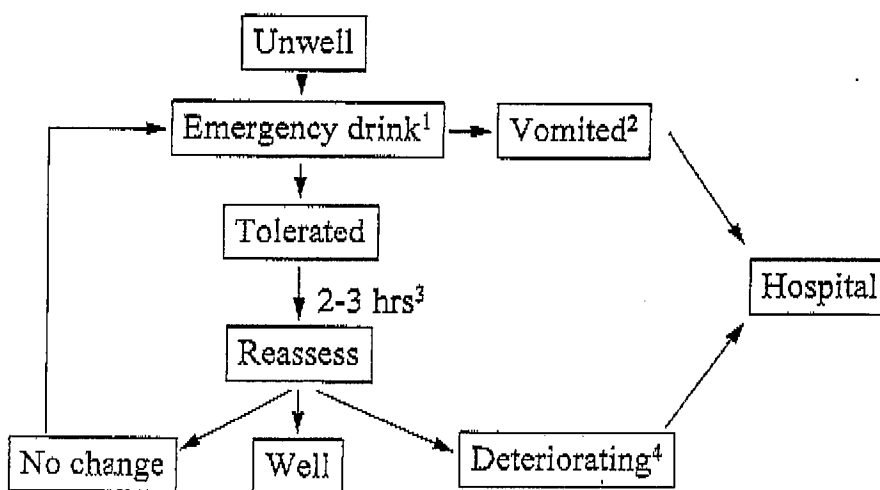 Unwell
Emergency drink¹
Vomited²
Tolerated
Hospital
2-3 hrs³
Reassess
No change
Well
Deteriorating⁴